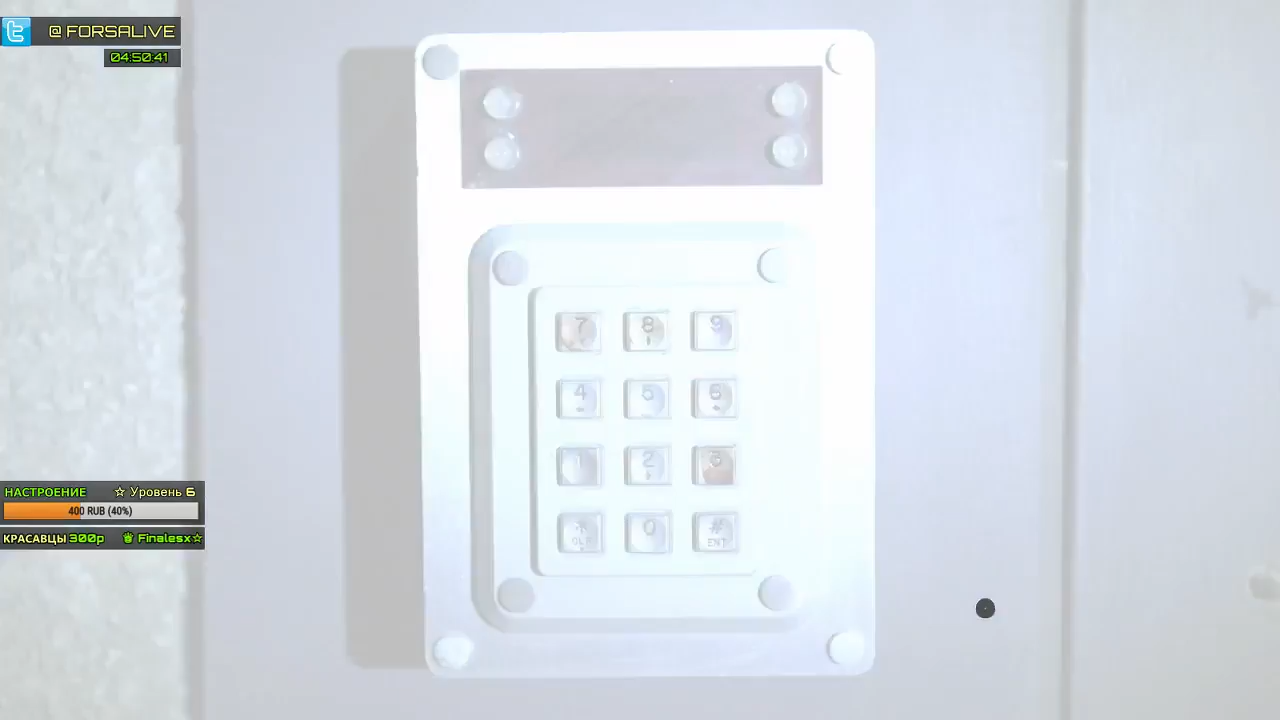 @FORSALIVE
04:50:41
7 8 9
4 5 6
1 2 3
* 0 #
CLR ENT
НАСТРОЕНИЕ ☆ Уровень 6
400 RUB (40%)
КРАСАВЦЫ 300р Finalesx☆